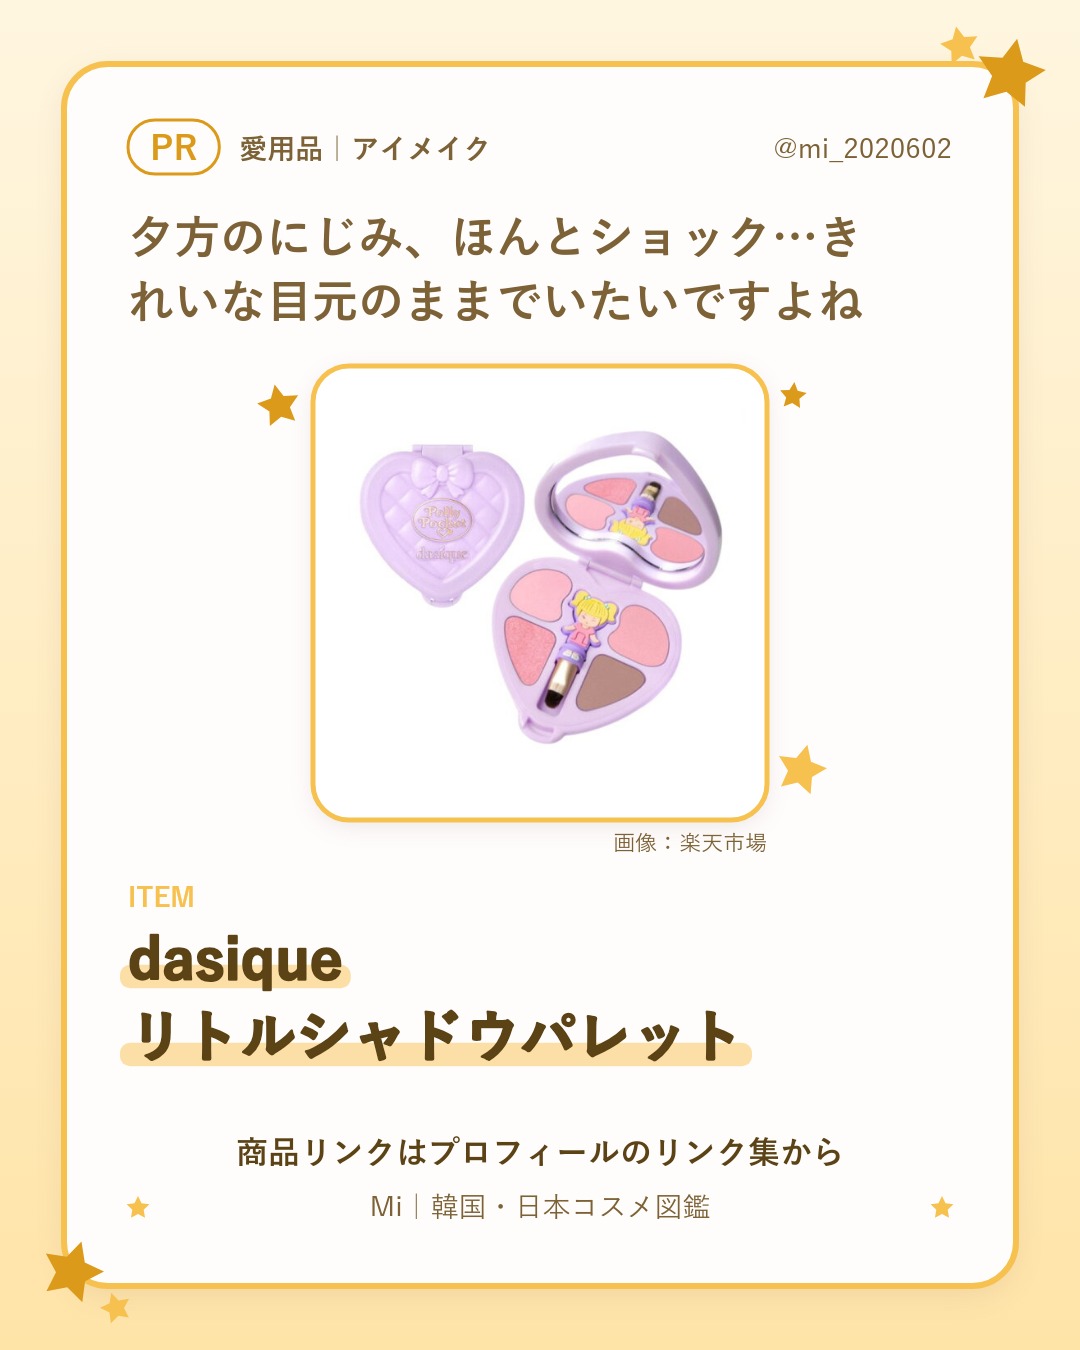 PR
愛用品｜アイメイク
@mi_2020602
夕方のにじみ、ほんとショック…き
れいな目元のままでいたいですよね
Polly
Pocket
dasique
画像：楽天市場
ITEM
dasique
リトルシャドウパレット
商品リンクはプロフィールのリンク集から
Mi｜韓国・日本コスメ図鑑